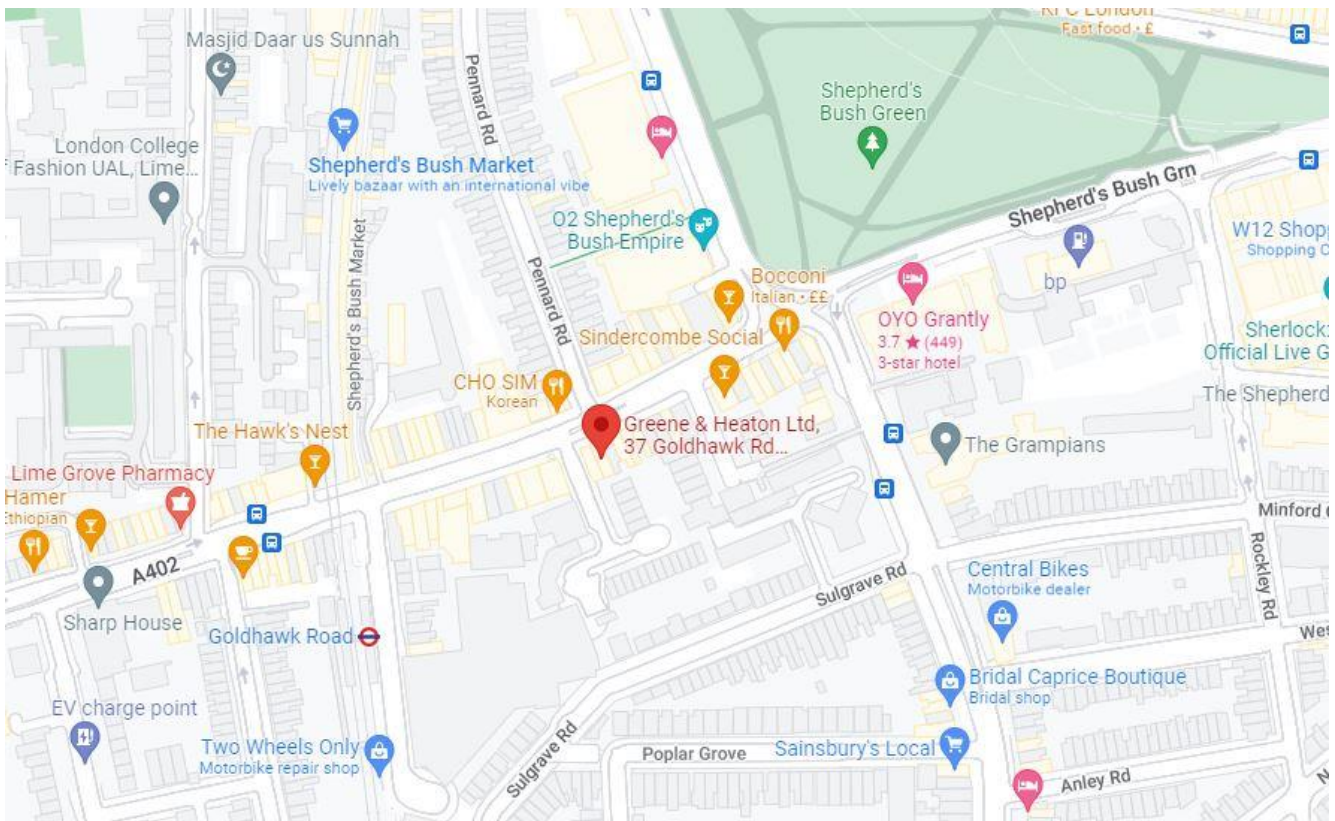 KFC London
Fast food • £
Masjid Daar us Sunnah
Pennard Rd
Shepherd's
Bush Green
London College
f Fashion UAL, Lime...
Shepherd's Bush Market
Lively bazaar with an international vibe
Shepherd's Bush Grn
O2 Shepherd's
Bush Empire
Shepherd's Bush Market
Pennard Rd
W12 Shopp
Shopping C
bp
Bocconi
Italian • ££
Sindercombe Social
OYO Grantly
3.7 ★ (449)
3-star hotel
Sherlock:
Official Live G
CHO SIM
Korean
The Shepherd
Greene & Heaton Ltd,
37 Goldhawk Rd...
The Hawk's Nest
The Grampians
Lime Grove Pharmacy
Hamer
Ethiopian
Minford
A402
Rockley Rd
Sulgrave Rd
Central Bikes
Motorbike dealer
Sharp House
Goldhawk Road
Wes
Bridal Caprice Boutique
Bridal shop
EV charge point
Two Wheels Only
Motorbike repair shop
Sulgrave Rd
Poplar Grove
Sainsbury's Local
Anley Rd
N